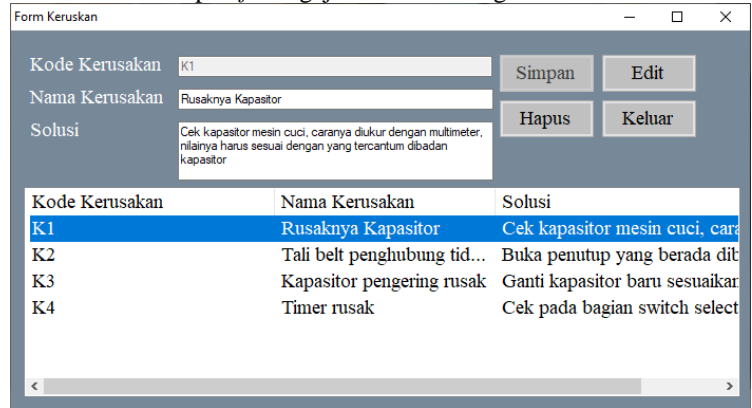 Form Keruskan
Kode Kerusakan K1 Simpan Edit
Nama Kerusakan Rusaknya Kapasitor Hapus Keluar
Solusi Cek kapasitor mesin cuci, caranya diukur dengan multimeter,
nilainya harus sesuai dengan yang tercantum dibadan
kapasitor
Kode Kerusakan Nama Kerusakan Solusi
K1 Rusaknya Kapasitor Cek kapasitor mesin cuci, cara
K2 Tali belt penghubung tid... Buka penutup yang berada dib
K3 Kapasitor pengering rusak Ganti kapasitor baru sesuaikan
K4 Timer rusak Cek pada bagian switch select